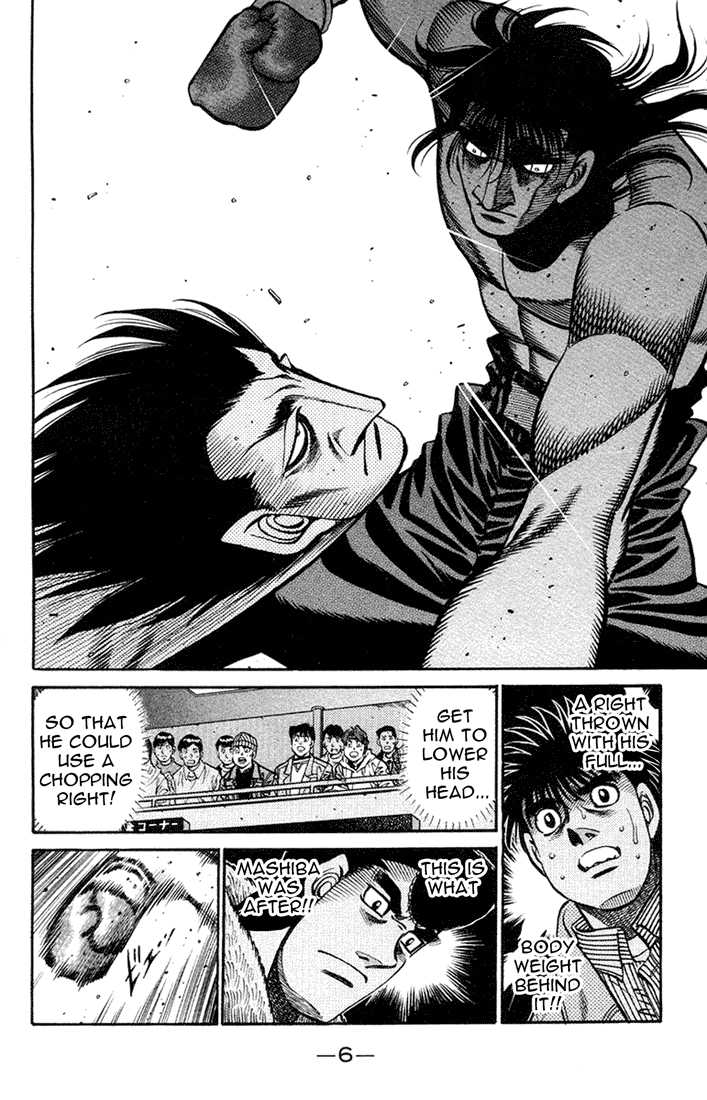 A RIGHT
THROWN
WITH HIS
FULL...
BODY
WEIGHT
BEHIND
IT!!
GET
HIM TO
LOWER
HIS
HEAD...
SO THAT
HE COULD
USE A
CHOPPING
RIGHT!
コーナー
THIS IS
WHAT
MASHIBA
WAS
AFTER!!
—6—